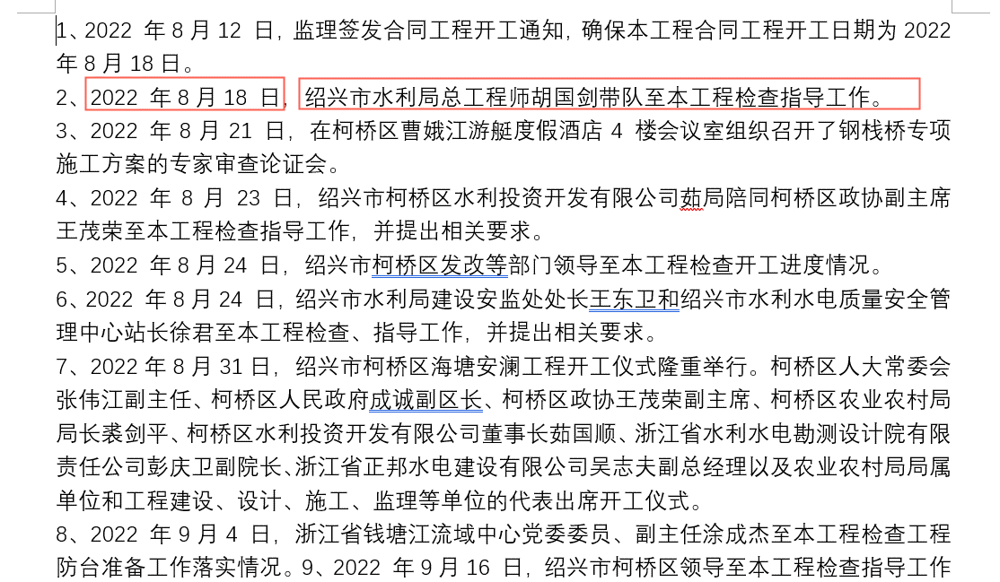 1、2022 年 8 月 12 日, 监理签发合同工程开工通知, 确保本工程合同工程开工日期为 2022
年 8 月 18 日。
2、2022 年 8 月 18 日, 绍兴市水利局总工程师胡国剑带队至本工程检查指导工作。
3、2022 年 8 月 21 日, 在柯桥区曹娥江游艇度假酒店 4 楼会议室组织召开了钢栈桥专项
施工方案的专家审查论证会。
4、2022 年 8 月 23 日, 绍兴市柯桥区水利投资开发有限公司茹局陪同柯桥区政协副主席
王茂荣至本工程检查指导工作, 并提出相关要求。
5、2022 年 8 月 24 日, 绍兴市柯桥区发改等部门领导至本工程检查开工进度情况。
6、2022 年 8 月 24 日, 绍兴市水利局建设安监处处长王东卫和绍兴市水利水电质量安全管
理中心站长徐君至本工程检查、指导工作, 并提出相关要求。
7、2022 年 8 月 31 日, 绍兴市柯桥区海塘安澜工程开工仪式隆重举行。柯桥区人大常委会
张伟江副主任、柯桥区人民政府成诚副区长、柯桥区政协王茂荣副主席、柯桥区农业农村局
局长裘剑平、柯桥区水利投资开发有限公司董事长茹国顺、浙江省水利水电勘测设计院有限
责任公司彭庆卫副院长、浙江省正邦水电建设有限公司吴志夫副总经理以及农业农村局局属
单位和工程建设、设计、施工、监理等单位的代表出席开工仪式。
8、2022 年 9 月 4 日, 浙江省钱塘江流域中心党委委员、副主任涂成杰至本工程检查工程
防台准备工作落实情况。9、2022 年 9 月 16 日, 绍兴市柯桥区领导至本工程检查指导工作